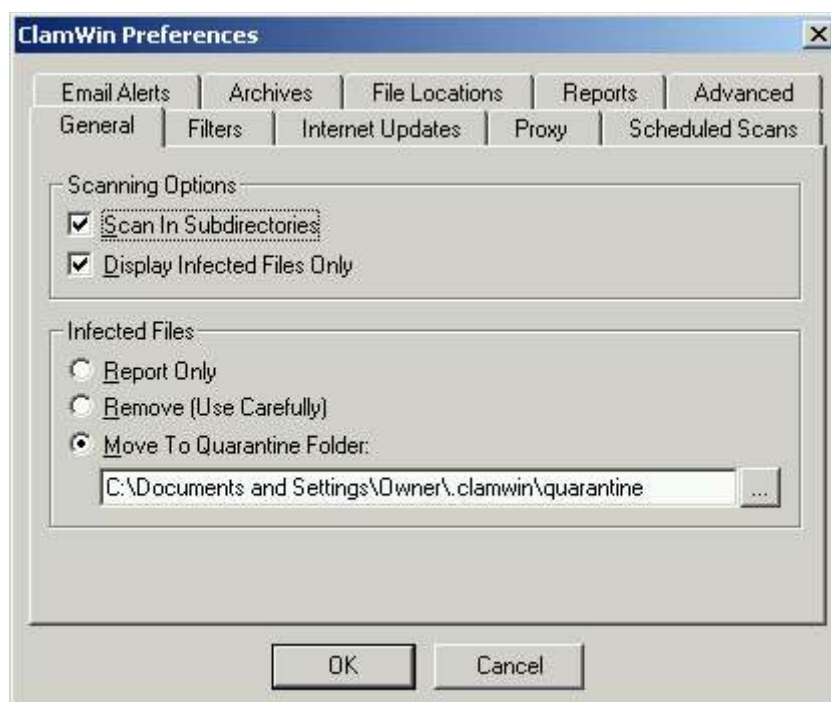 ClamWin Preferences
Email Alerts Archives File Locations Reports Advanced
General Filters Internet Updates Proxy Scheduled Scans
Scanning Options
Scan In Subdirectories
Display Infected Files Only
Infected Files
Report Only
Remove (Use Carefully)
Move To Quarantine Folder:
C:\Documents and Settings\Owner\.clamwin\quarantine ...
OK Cancel